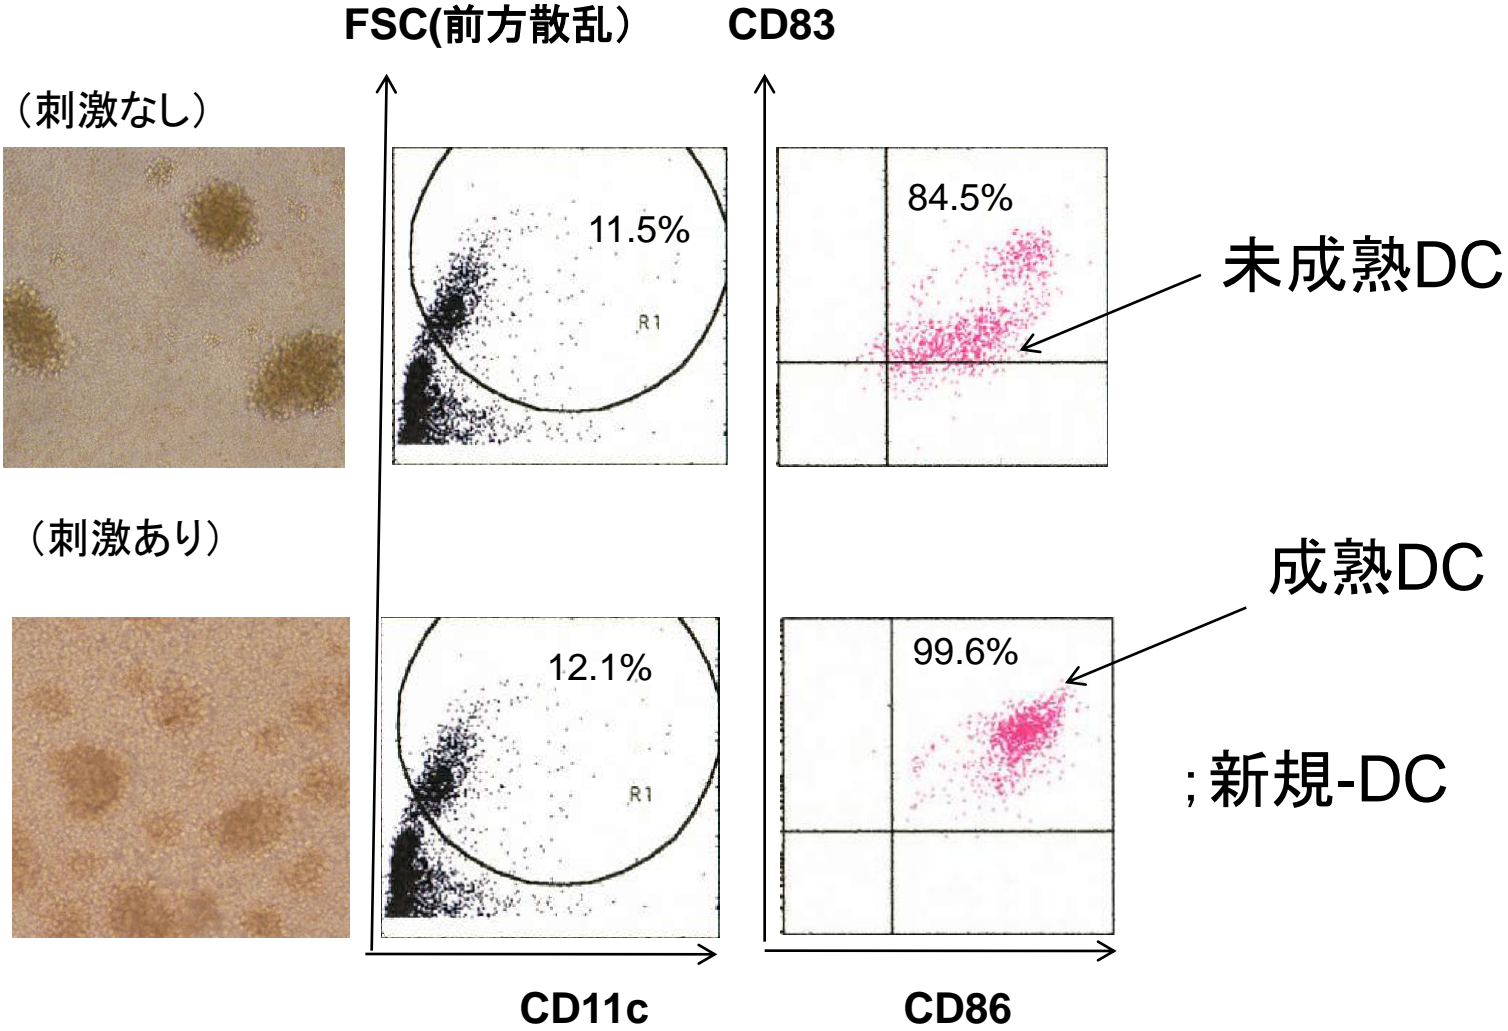 FSC(前方散乱） CD83
（刺激なし）
11.5%
R1
84.5%
未成熟DC
（刺激あり）
成熟DC
12.1%
R1
99.6%
；新規-DC
CD11c
CD86